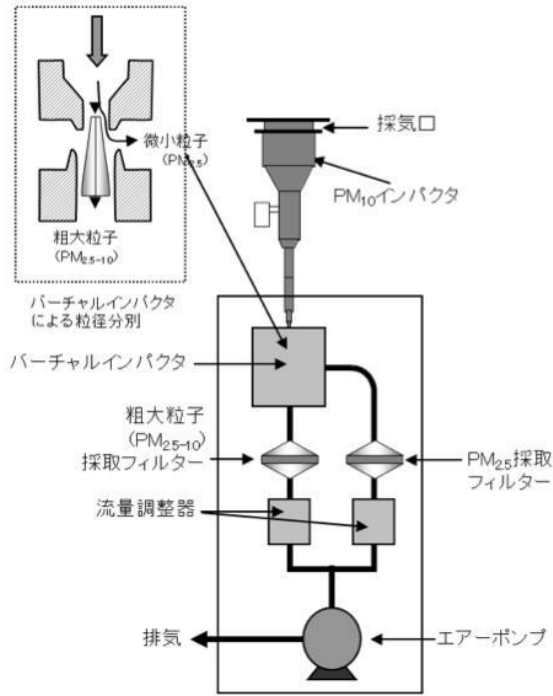 微小粒子
(PM2.5)
粗大粒子
(PM2.5-10)
バーチャルインパクタ
による粒径分別
採気口
PM10インパクタ
バーチャルインパクタ
粗大粒子
(PM2.5-10)
採取フィルター
PM2.5採取
フィルター
流量調整器
排気
エアーポンプ